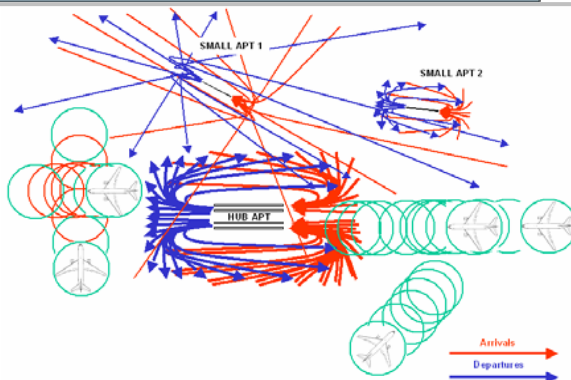 SMALL APT 1
SMALL APT 2
HUB APT
Arrivals
Departures